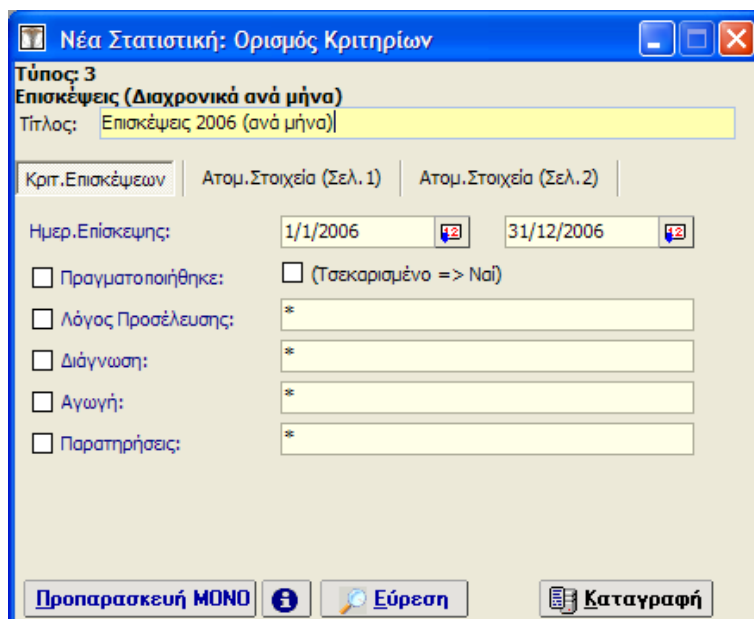 Νέα Στατιστική: Ορισμός Κριτηρίων
Τύπος: 3
Επισκέψεις (Διαχρονικά ανά μήνα)
Τίτλος: Επισκέψεις 2006 (ανά μήνα)
Κριτ.Επισκέψεων Ατομ.Στοιχεία (Σελ.1) Ατομ.Στοιχεία (Σελ.2)
Ημερ.Επίσκεψης: 1/1/2006 12 31/12/2006 12
Πραγματοποιήθηκε: (Τσεκαρισμένο => Ναί)
Λόγος Προσέλευσης: *
Διάγνωση: *
Αγωγή: *
Παρατηρήσεις: *
Προπαρασκευή ΜΟΝΟ i Εύρεση Καταγραφή